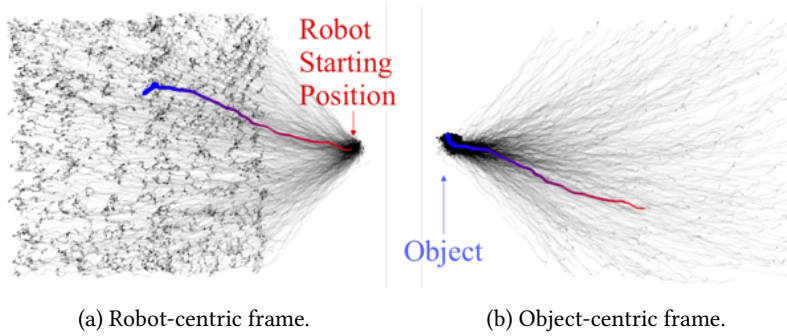 Robot
Starting
Position
Object
(a) Robot-centric frame.
(b) Object-centric frame.